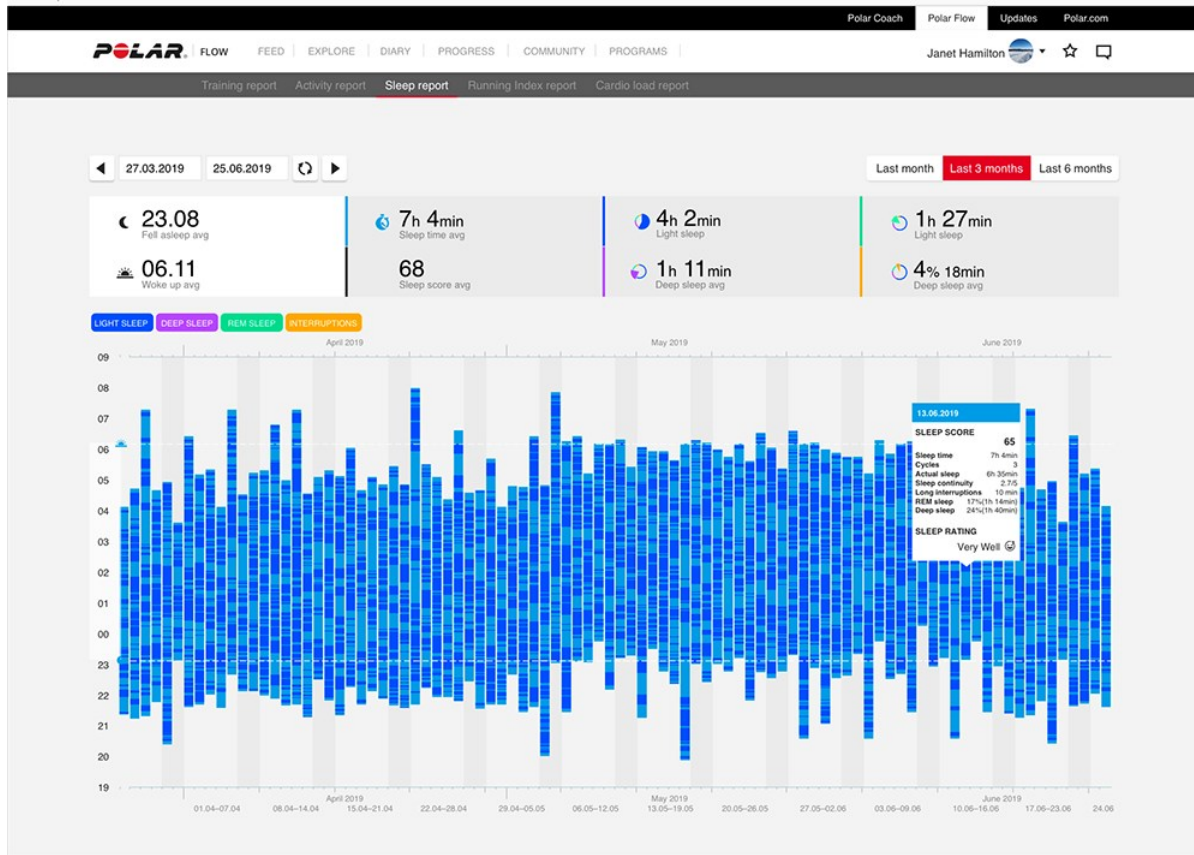 Polar Coach Polar Flow Updates Polar.com
POLAR. FLOW FEED EXPLORE DIARY PROGRESS COMMUNITY PROGRAMS Janet Hamilton
Training report Activity report Sleep report Running Index report Cardio load report
27.03.2019 25.06.2019 Last month Last 3 months Last 6 months
23.08 7h 4min 4h 2min 1h 27min
Fell asleep avg Sleep time avg Light sleep Light sleep
06.11 68 1h 11min 4% 18min
Woke up avg Sleep score avg Deep sleep avg Deep sleep avg
LIGHT SLEEP DEEP SLEEP REM SLEEP INTERRUPTIONS
April 2019 May 2019 June 2019
09
08
07
06
05
04
03
02
01
00
23
22
21
20
19
13.06.2019
SLEEP SCORE
65
Sleep time 7h 4min
Cycles 3
Actual sleep 6h 35min
Sleep continuity 2.7/5
Long interruptions 10 min
REM sleep 17%(1h 14min)
Deep sleep 24%(1h 40min)
SLEEP RATING
Very Well
April 2019 May 2019 June 2019
01.04–07.04 08.04–14.04 15.04–21.04 22.04–28.04 29.04–05.05 06.05–12.05 13.05–19.05 20.05–26.05 27.05–02.06 03.06–09.06 10.06–16.06 17.06–23.06 24.06